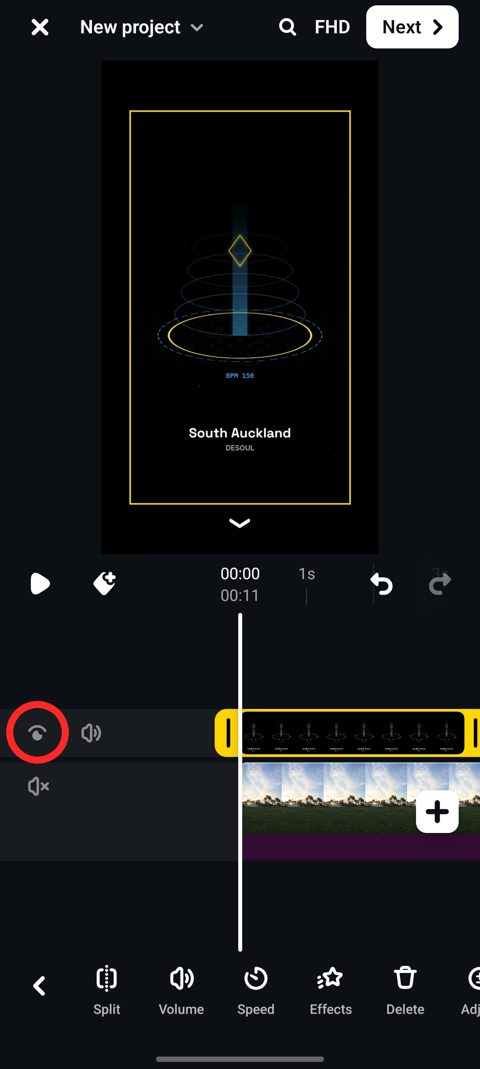 New project
FHD
Next
BPM 150
South Auckland
DESOUL
00:00
1s
00:11
Split
Volume
Speed
Effects
Delete
Adj